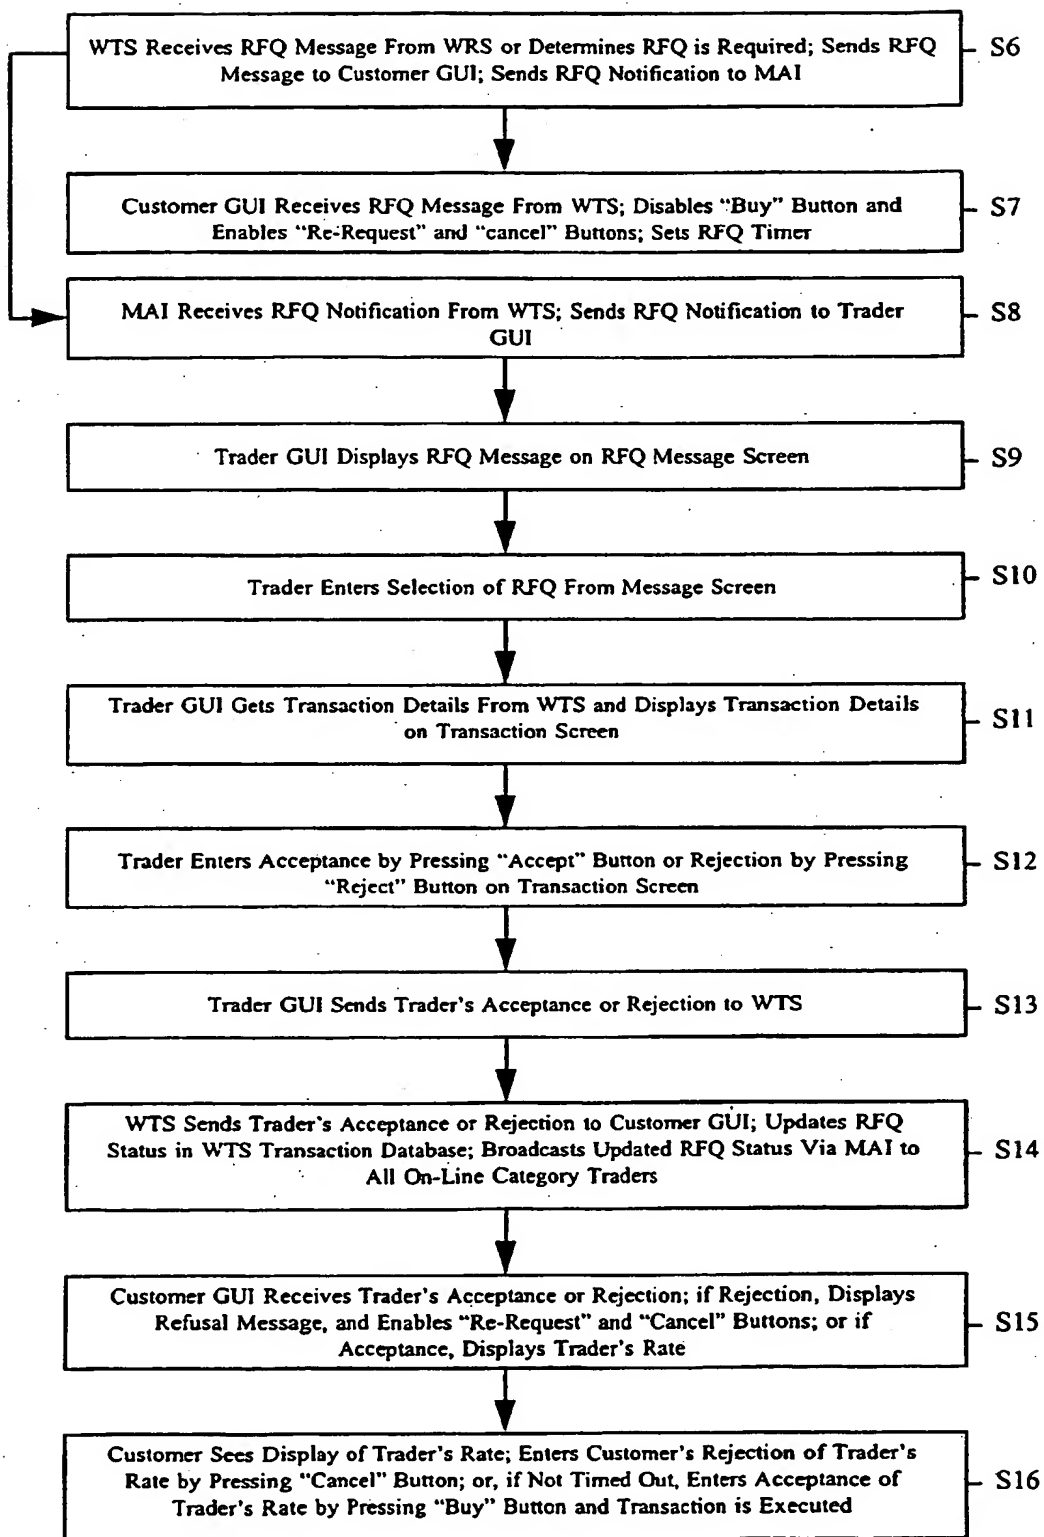 WTS Receives RFQ Message From WRS or Determines RFQ is Required; Sends RFQ
Message to Customer GUI; Sends RFQ Notification to MAI
S6
Customer GUI Receives RFQ Message From WTS; Disables "Buy" Button and
Enables "Re-Request" and "cancel" Buttons; Sets RFQ Timer
S7
MAI Receives RFQ Notification From WTS; Sends RFQ Notification to Trader
GUI
S8
Trader GUI Displays RFQ Message on RFQ Message Screen
S9
Trader Enters Selection of RFQ From Message Screen
S10
Trader GUI Gets Transaction Details From WTS and Displays Transaction Details
on Transaction Screen
S11
Trader Enters Acceptance by Pressing "Accept" Button or Rejection by Pressing
"Reject" Button on Transaction Screen
S12
Trader GUI Sends Trader's Acceptance or Rejection to WTS
S13
WTS Sends Trader's Acceptance or Rejection to Customer GUI; Updates RFQ
Status in WTS Transaction Database; Broadcasts Updated RFQ Status Via MAI to
All On-Line Category Traders
S14
Customer GUI Receives Trader's Acceptance or Rejection; if Rejection, Displays
Refusal Message, and Enables "Re-Request" and "Cancel" Buttons; or if
Acceptance, Displays Trader's Rate
S15
Customer Sees Display of Trader's Rate; Enters Customer's Rejection of Trader's
Rate by Pressing "Cancel" Button; or, if Not Timed Out, Enters Acceptance of
Trader's Rate by Pressing "Buy" Button and Transaction is Executed
S16